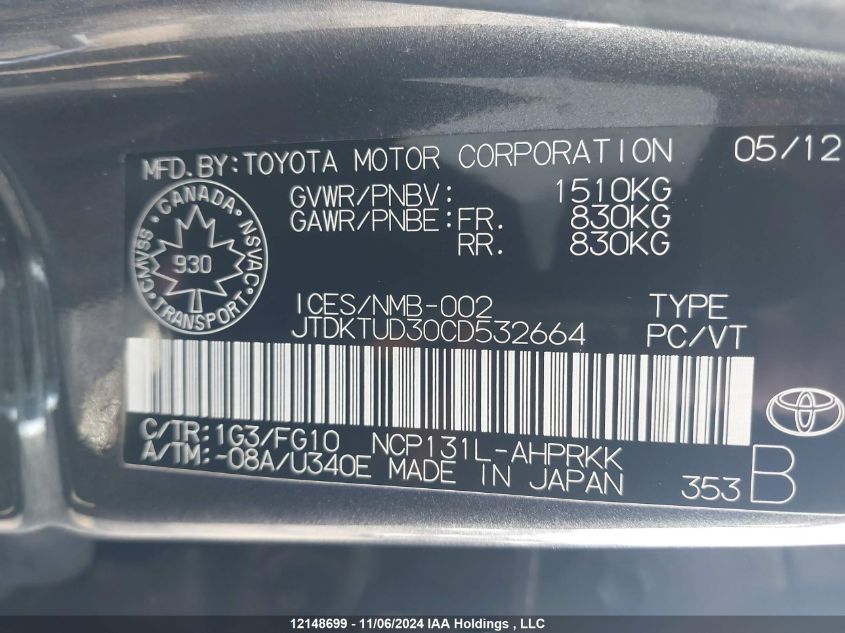 MFD.BY:TOYOTA MOTOR CORPORATION 05/12
GVWR/PNBV: 1510KG
GAWR/PNBE:FR. 830KG
RR. 830KG
CANADA
CMVSS NSVAC
930
TRANSPORT
ICES/NMB-002 TYPE
JTDKTUD30CD532664 PC/VT
C/TR:1G3/FG10 NCP131L-AHPRKK
A/TM:-08A/U340E MADE IN JAPAN 353 B
12148699 - 11/06/2024 IAA Holdings , LLC